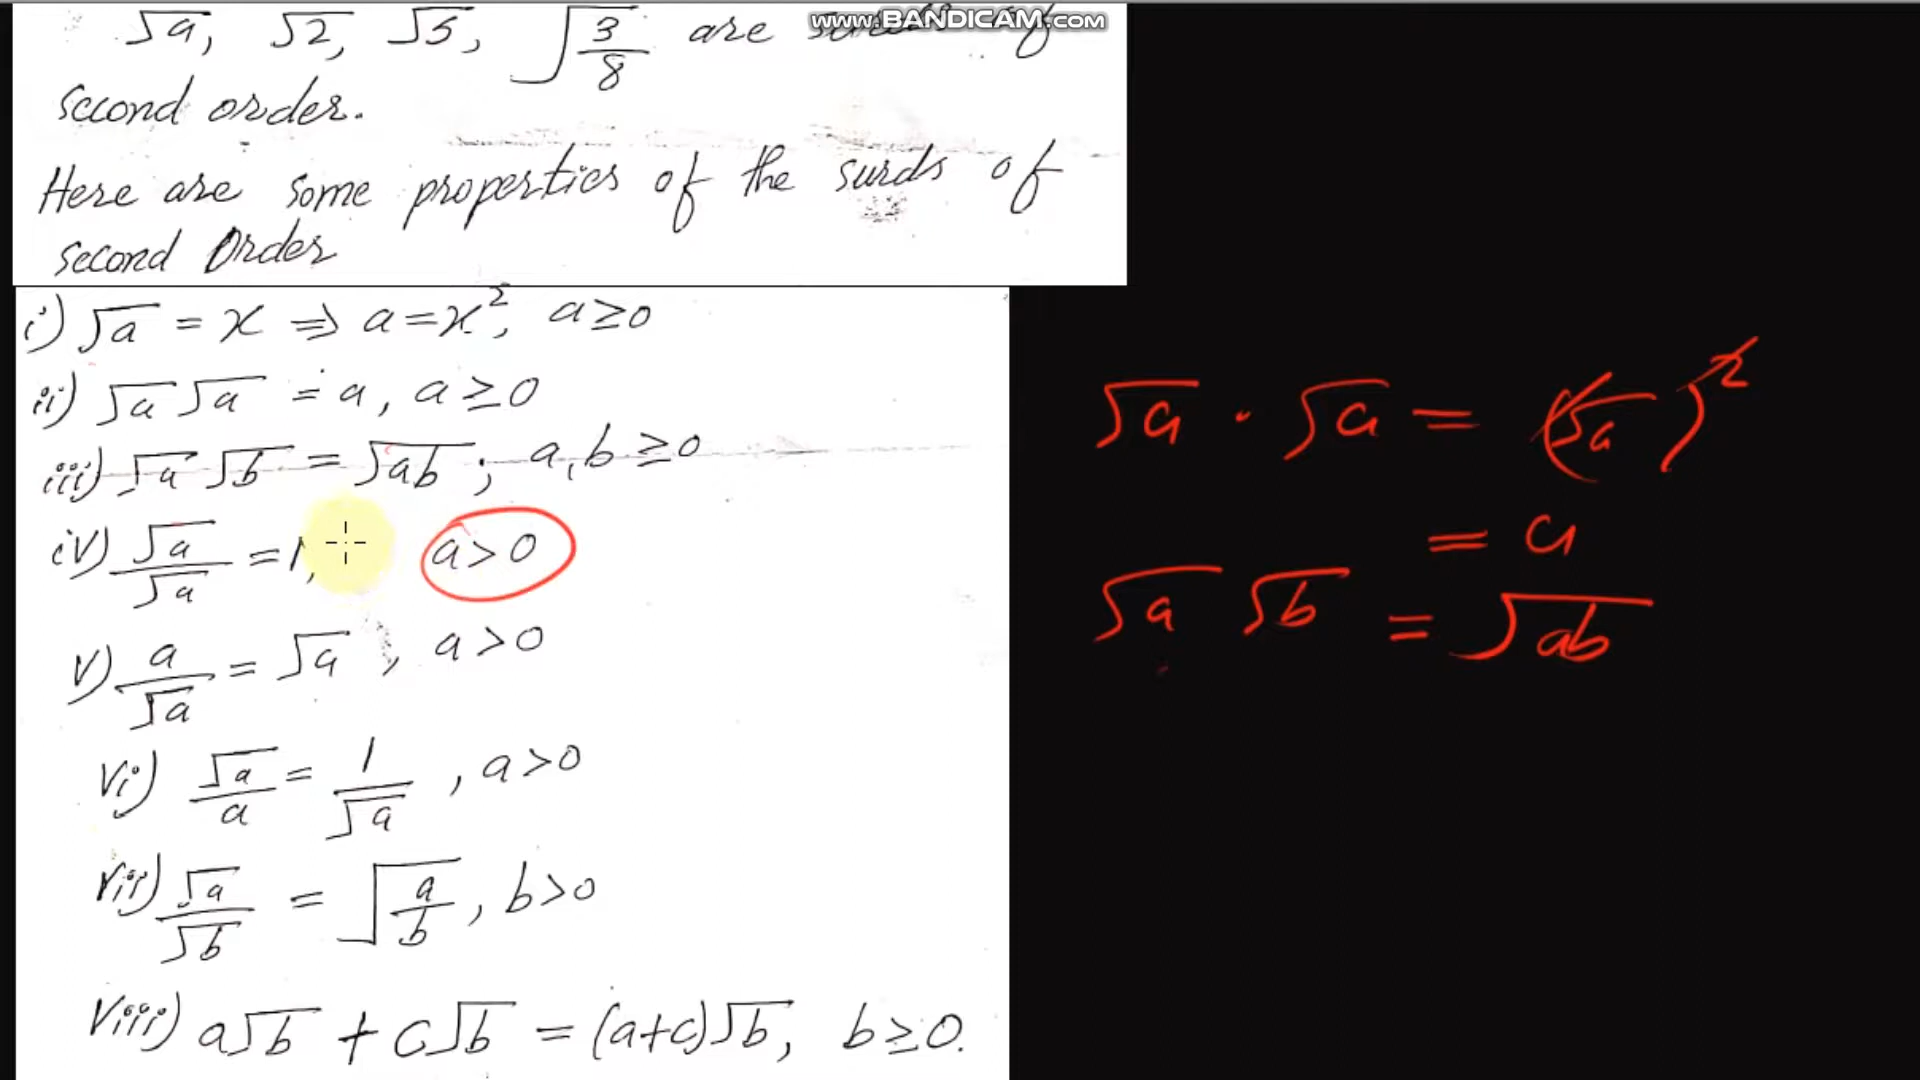 www.BANDICAM.com
√a, √2, √5, √(3/8) are surds of
second order.
Here are some properties of the surds of
second Order
i) √a = x ⇒ a = x², a ≥ 0
ii) √a √a = a, a ≥ 0
iii) √a √b = √ab; a, b ≥ 0
iv) √a/√a = 1, a > 0
v) a/√a = √a, a > 0
vi) √a/a = 1/√a, a > 0
vii) √a/√b = √(a/b), b > 0
viii) a√b + c√b = (a+c)√b, b ≥ 0.
√a · √a = (√a)²
= a
√a √b = √ab